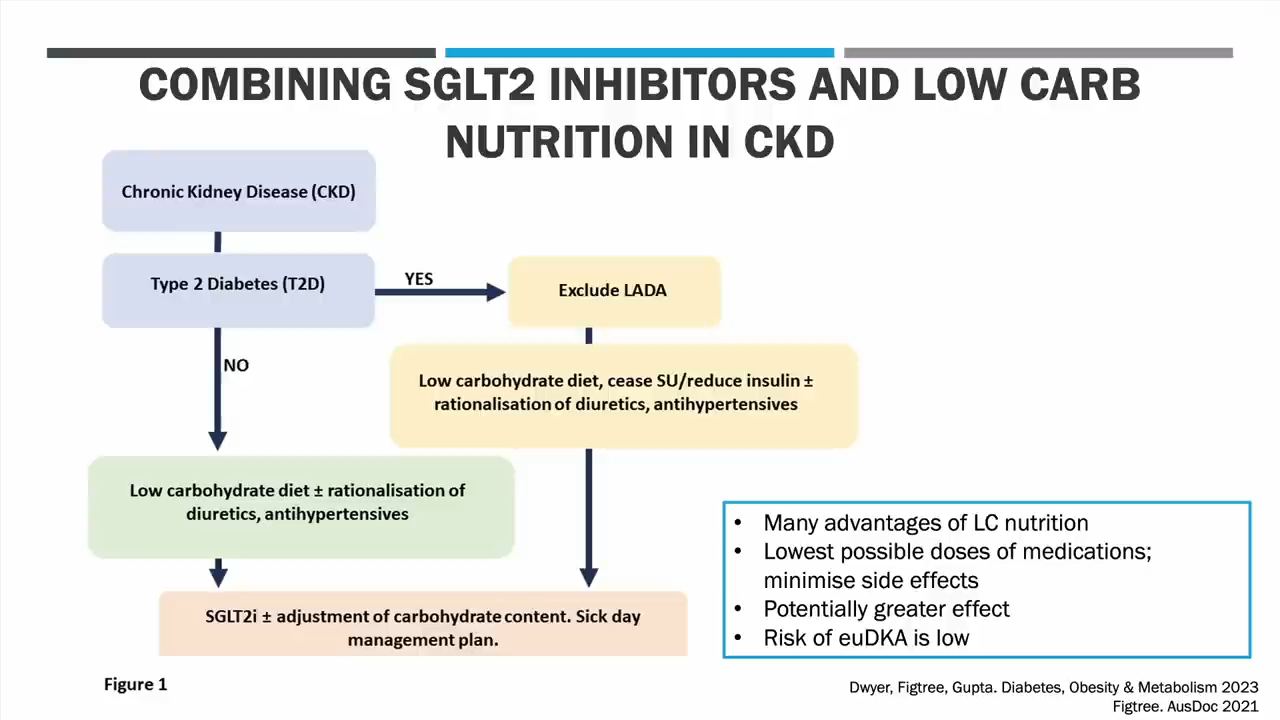 COMBINING SGLT2 INHIBITORS AND LOW CARB
NUTRITION IN CKD
Chronic Kidney Disease (CKD)
Type 2 Diabetes (T2D)
YES
Exclude LADA
NO
Low carbohydrate diet, cease SU/reduce insulin ±
rationalisation of diuretics, antihypertensives
Low carbohydrate diet ± rationalisation of
diuretics, antihypertensives
SGLT2i ± adjustment of carbohydrate content. Sick day
management plan.
• Many advantages of LC nutrition
• Lowest possible doses of medications;
minimise side effects
• Potentially greater effect
• Risk of euDKA is low
Figure 1
Dwyer, Figtree, Gupta. Diabetes, Obesity & Metabolism 2023
Figtree. AusDoc 2021